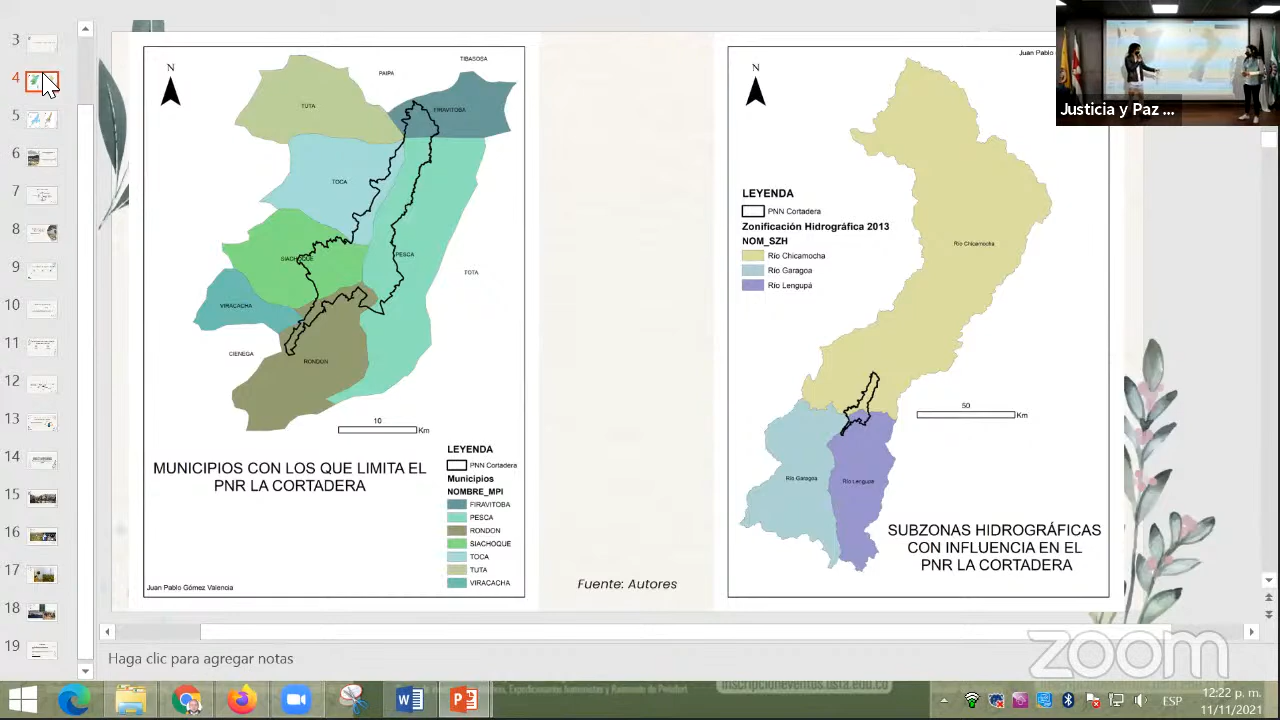 3
4
7
10
11
12
13
14
15
16
17
18
19
N
TIBASOSA
PAIPA
TUTA
FIRAVITOBA
TOCA
SIACHOQUE
PESCA
TOTA
VIRACACHA
CIENEGA
RONDON
10
Km
MUNICIPIOS CON LOS QUE LIMITA EL
PNR LA CORTADERA
LEYENDA
PNN Cortadera
Municipios
NOMBRE_MPI
FIRAVITOBA
PESCA
RONDON
SIACHOQUE
TOCA
TUTA
VIRACACHA
Juan Pablo Gómez Valencia
Fuente: Autores
Juan Pablo
N
LEYENDA
PNN Cortadera
Zonificación Hidrográfica 2013
NOM_SZH
Río Chicamocha
Río Garagoa
Río Lengupá
Río Chicamocha
50
Km
Río Garagoa
Río Lengupá
SUBZONAS HIDROGRÁFICAS
CON INFLUENCIA EN EL
PNR LA CORTADERA
Justicia y Paz ...
Haga clic para agregar notas
zoom
inscripcioneventos.usta.edu.co
ESP
12:22 p. m.
11/11/2021